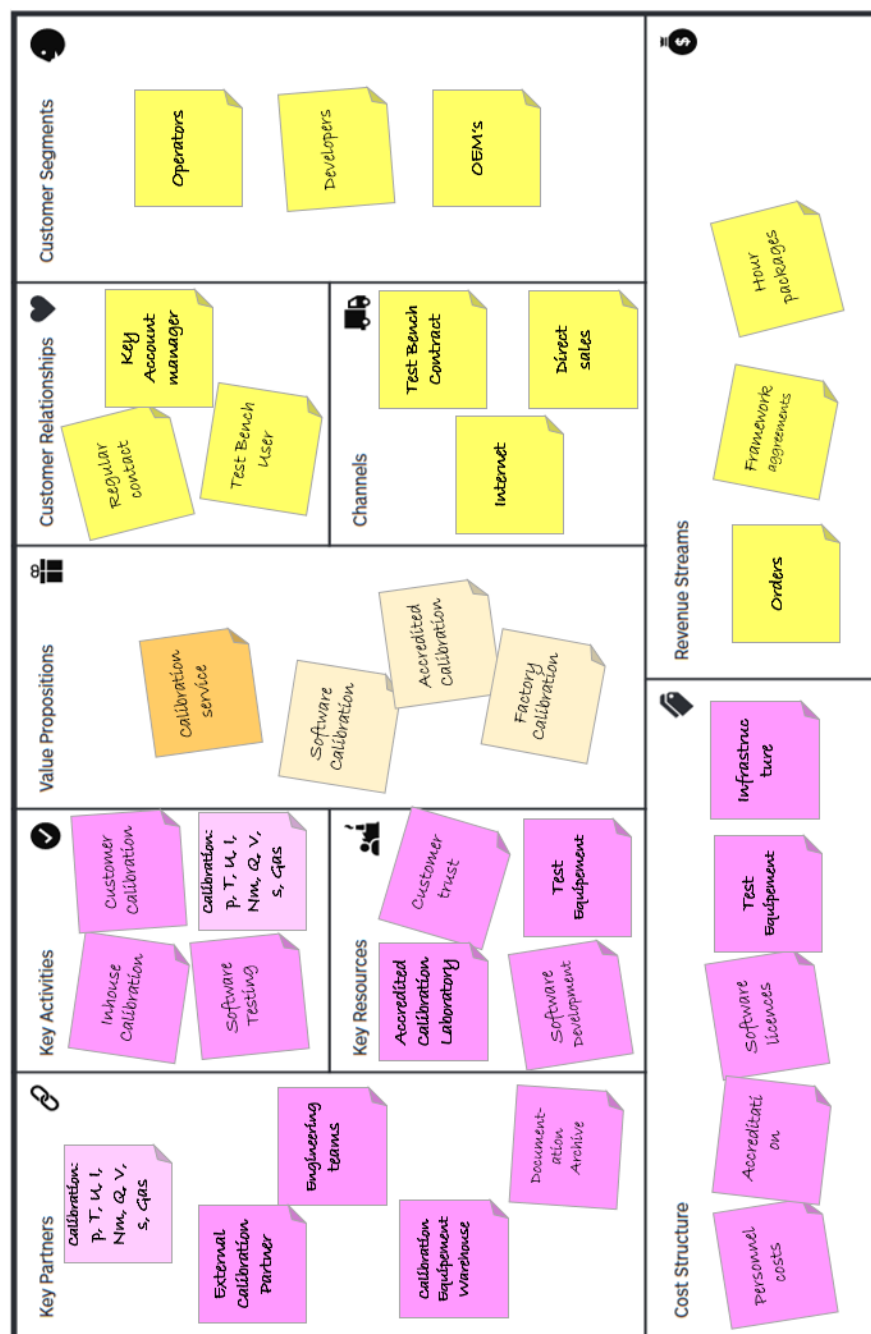 Key Partners
Calibration:
p, T, U, I,
Nm, Q V,
s, Gas
External
Calibration
Partner
Engineering
teams
Calibration
Equipement
Warehouse
Document-
ation
Archive
Key Activities
Inhouse
Calibration
Customer
Calibration
Software
Testing
Calibration:
p, T, U, I,
Nm, Q V,
s, Gas
Key Resources
Accredited
Calibration
Laboratory
Customer
trust
Software
Development
Test
Equipement
Value Propositions
Calibration
service
Software
Calibration
Accredited
Calibration
Factory
Calibration
Customer Relationships
Regular
contact
Key
Account
manager
Test Bench
User
Channels
Test Bench
Contract
Internet
Direct
sales
Customer Segments
Operators
Developers
OEM's
Cost Structure
Personnel
costs
Accreditati
on
Software
licences
Test
Equipement
Infrastruc
ture
Revenue Streams
Orders
Framework
aggreements
Hour
packages
$